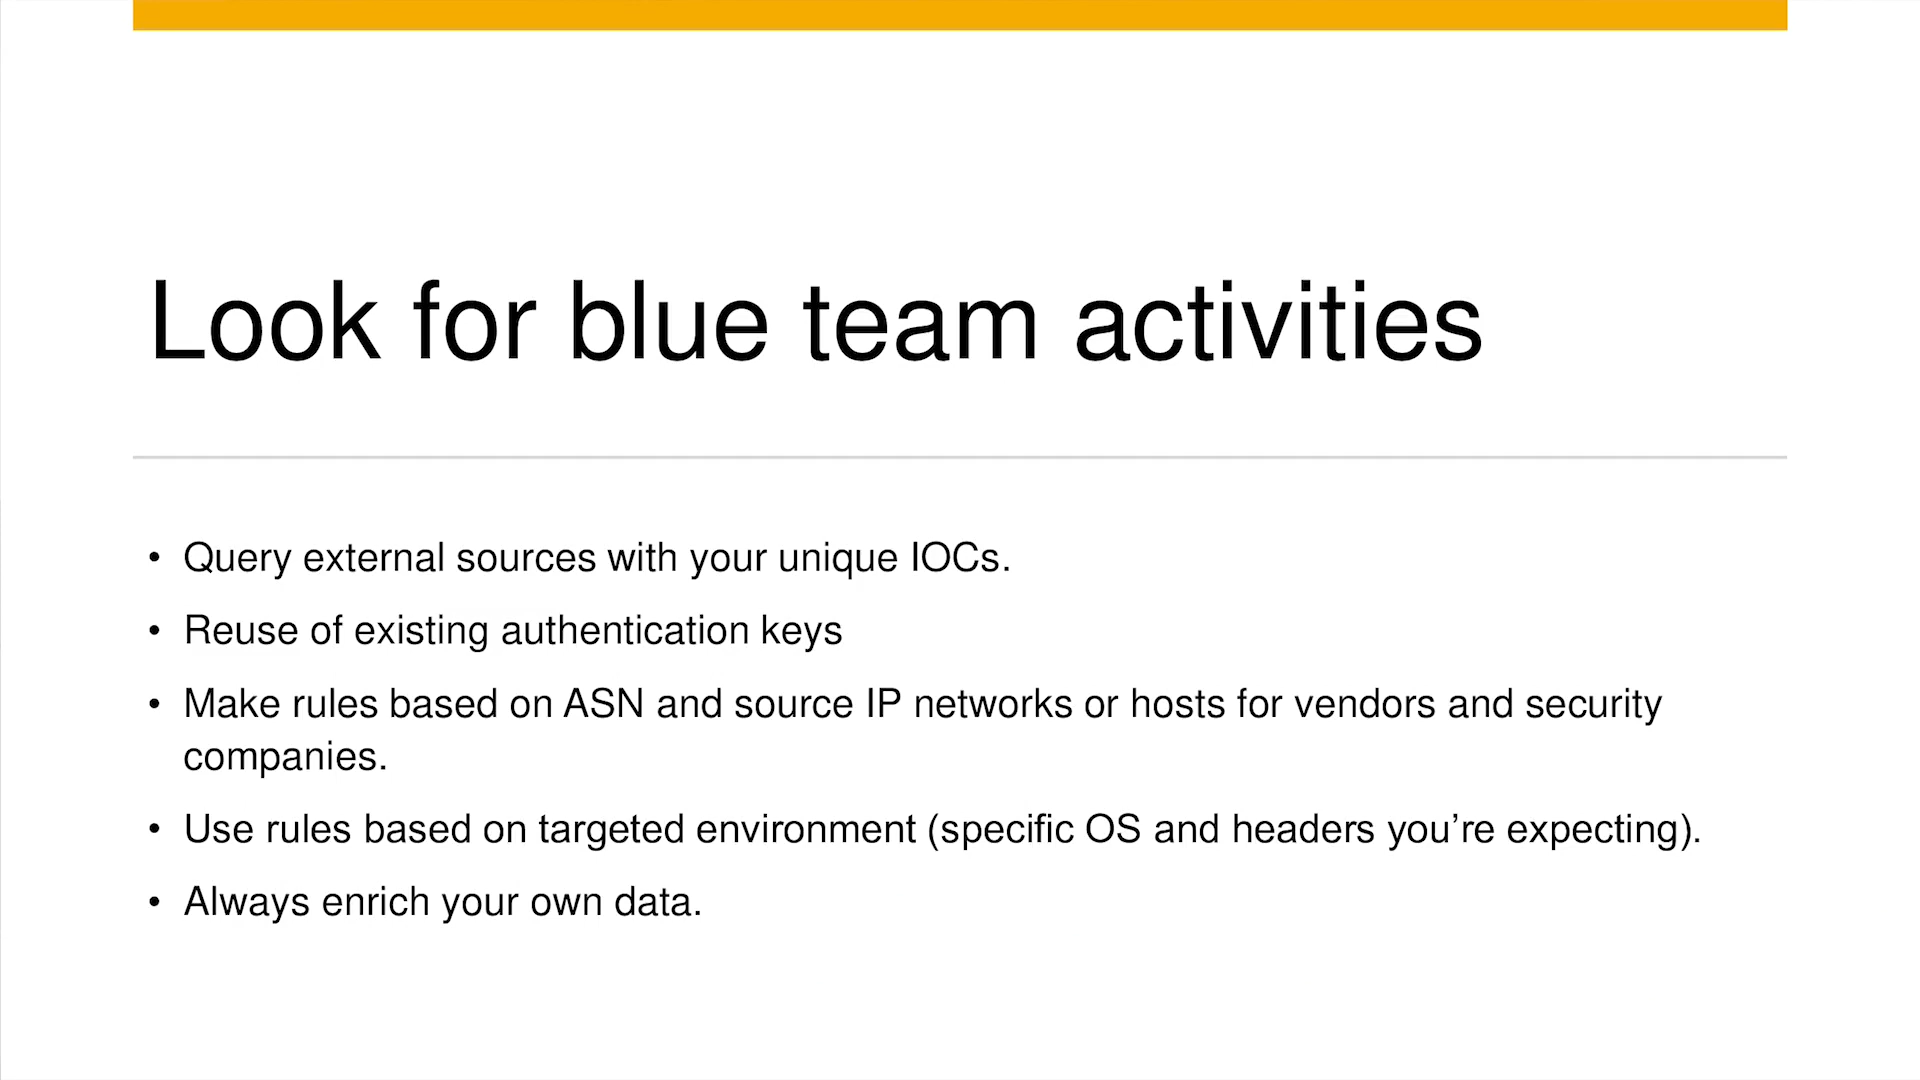 Look for blue team activities
• Query external sources with your unique IOCs.
• Reuse of existing authentication keys
• Make rules based on ASN and source IP networks or hosts for vendors and security
companies.
• Use rules based on targeted environment (specific OS and headers you’re expecting).
• Always enrich your own data.